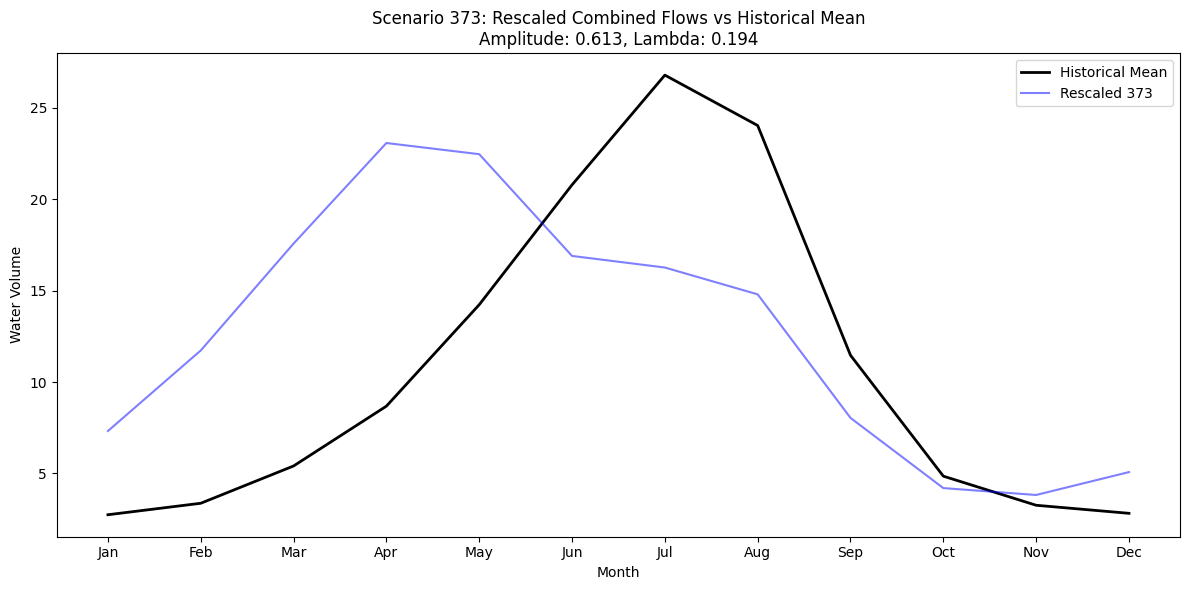 Scenario 373: Rescaled Combined Flows vs Historical Mean
Amplitude: 0.613, Lambda: 0.194
Historical Mean
Rescaled 373
Water Volume
25
20
15
10
5
Jan Feb Mar Apr May Jun Jul Aug Sep Oct Nov Dec
Month